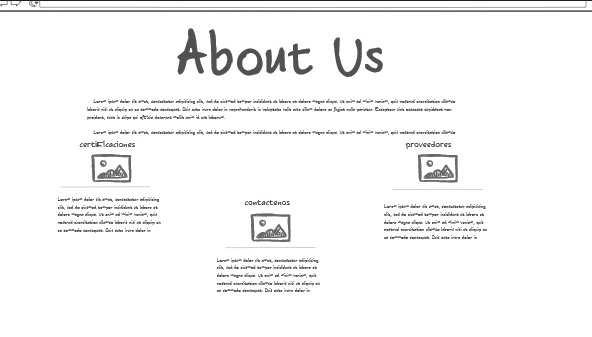 About Us
Lorem ipsum dolor sit amet, consectetur adipisicing elit, sed do eiusmod tempor incididunt ut labore et dolore magna aliqua. Ut enim ad minim veniam, quis nostrud exercitation ullamco
laboris nisi ut aliquip ex ea commodo consequat. Duis aute irure dolor in reprehenderit in voluptate velit esse cillum dolore eu fugiat nulla pariatur. Excepteur sint occaecat cupidatat non
proident, sunt in culpa qui officia deserunt mollit anim id est laborum.
Lorem ipsum dolor sit amet, consectetur adipisicing elit, sed do eiusmod tempor incididunt ut labore et dolore magna aliqua. Ut enim ad minim veniam, quis nostrud exercitation ullamco
certificaciones
Lorem ipsum dolor sit amet, consectetur adipisicing
elit, sed do eiusmod tempor incididunt ut labore et
dolore magna aliqua. Ut enim ad minim veniam, quis
nostrud exercitation ullamco laboris nisi ut aliquip ex
ea commodo consequat. Duis aute irure dolor in
contactenos
Lorem ipsum dolor sit amet, consectetur adipisicing
elit, sed do eiusmod tempor incididunt ut labore et
dolore magna aliqua. Ut enim ad minim veniam, quis
nostrud exercitation ullamco laboris nisi ut aliquip ex
ea commodo consequat. Duis aute irure dolor in
proveedores
Lorem ipsum dolor sit amet, consectetur adipisicing
elit, sed do eiusmod tempor incididunt ut labore et
dolore magna aliqua. Ut enim ad minim veniam, quis
nostrud exercitation ullamco laboris nisi ut aliquip ex
ea commodo consequat. Duis aute irure dolor in